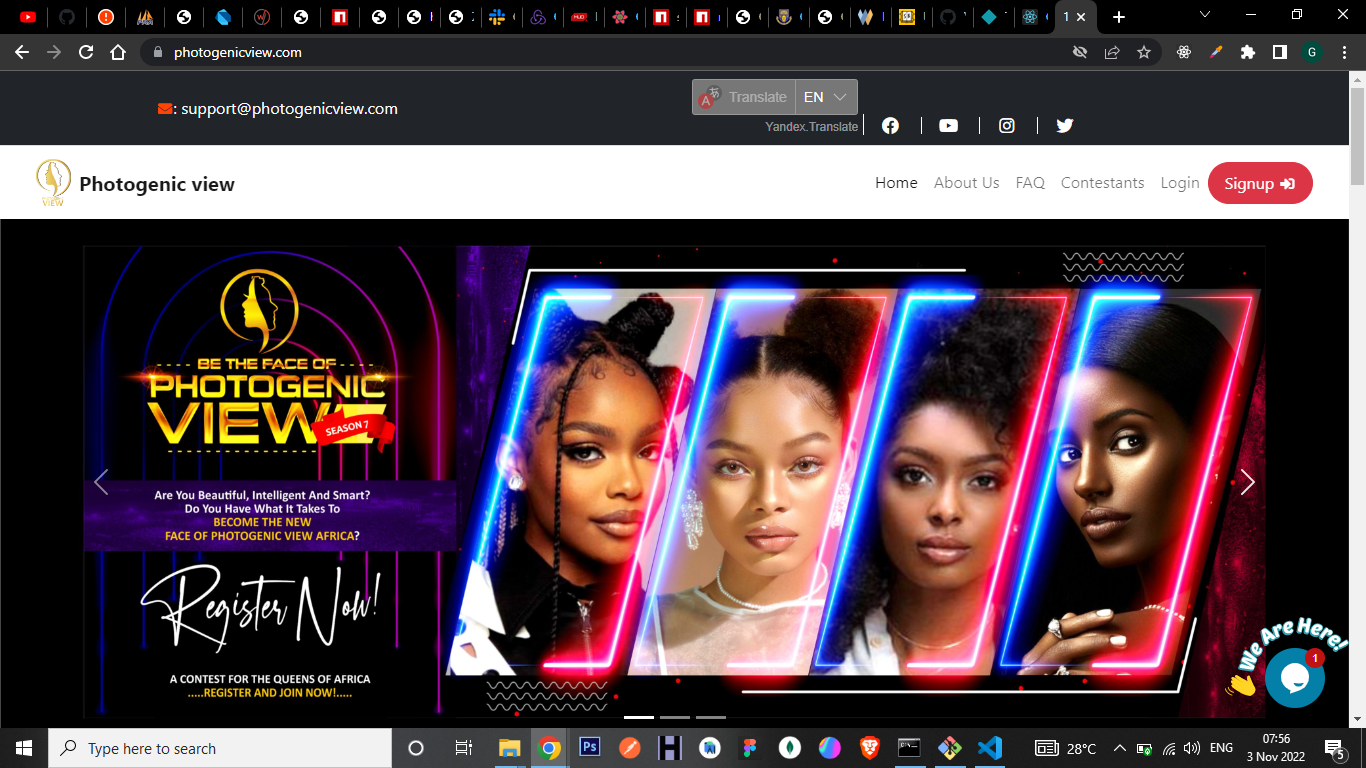 1
photogenicview.com
G
: support@photogenicview.com
Translate
EN
Yandex.Translate
VIEW
Photogenic view
Home
About Us
FAQ
Contestants
Login
Signup
BE THE FACE OF
PHOTOGENIC
VIEW
SEASON 7
Are You Beautiful, Intelligent And Smart?
Do You Have What It Takes To
BECOME THE NEW
FACE OF PHOTOGENIC VIEW AFRICA?
Register Now!
A CONTEST FOR THE QUEENS OF AFRICA
.....REGISTER AND JOIN NOW!.....
We Are Here!
1
Type here to search
Ps
28°C
ENG
07:56
3 Nov 2022
5